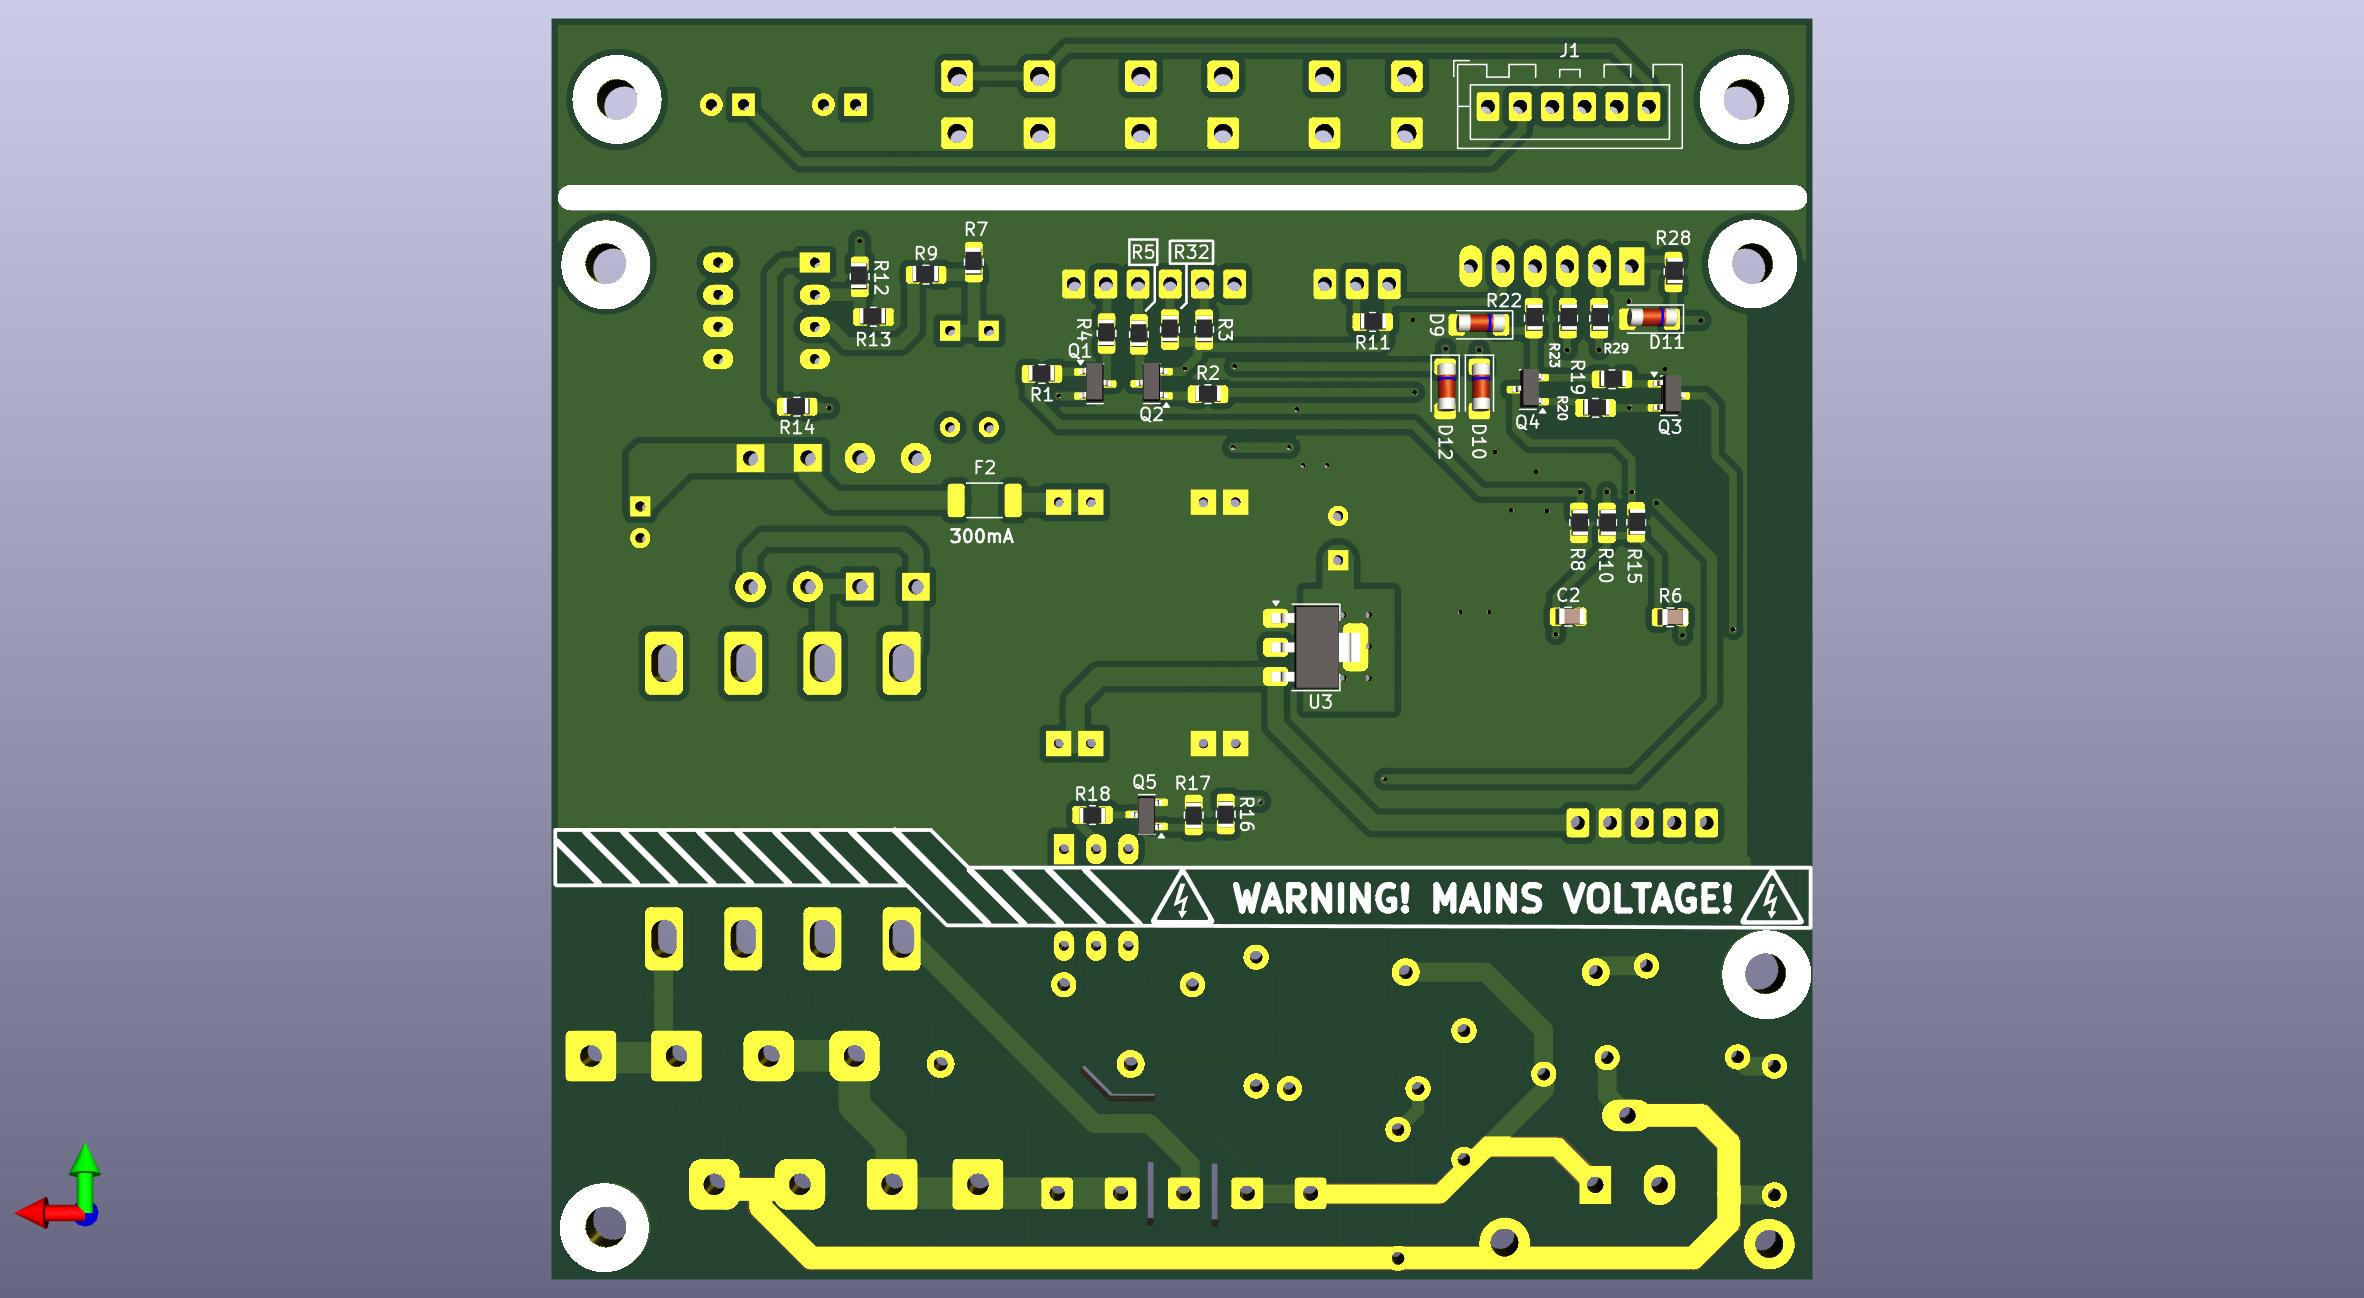 J1
R7
R5
R32
R28
R9
R12
R22
R13
R4
R3
D9
R11
D11
Q1
R23
R29
R1
R2
R19
Q2
R20
Q4
Q3
R14
D12
D10
F2
300mA
R8
R10
R15
C2
R6
U3
Q5
R17
R18
R16
WARNING! MAINS VOLTAGE!